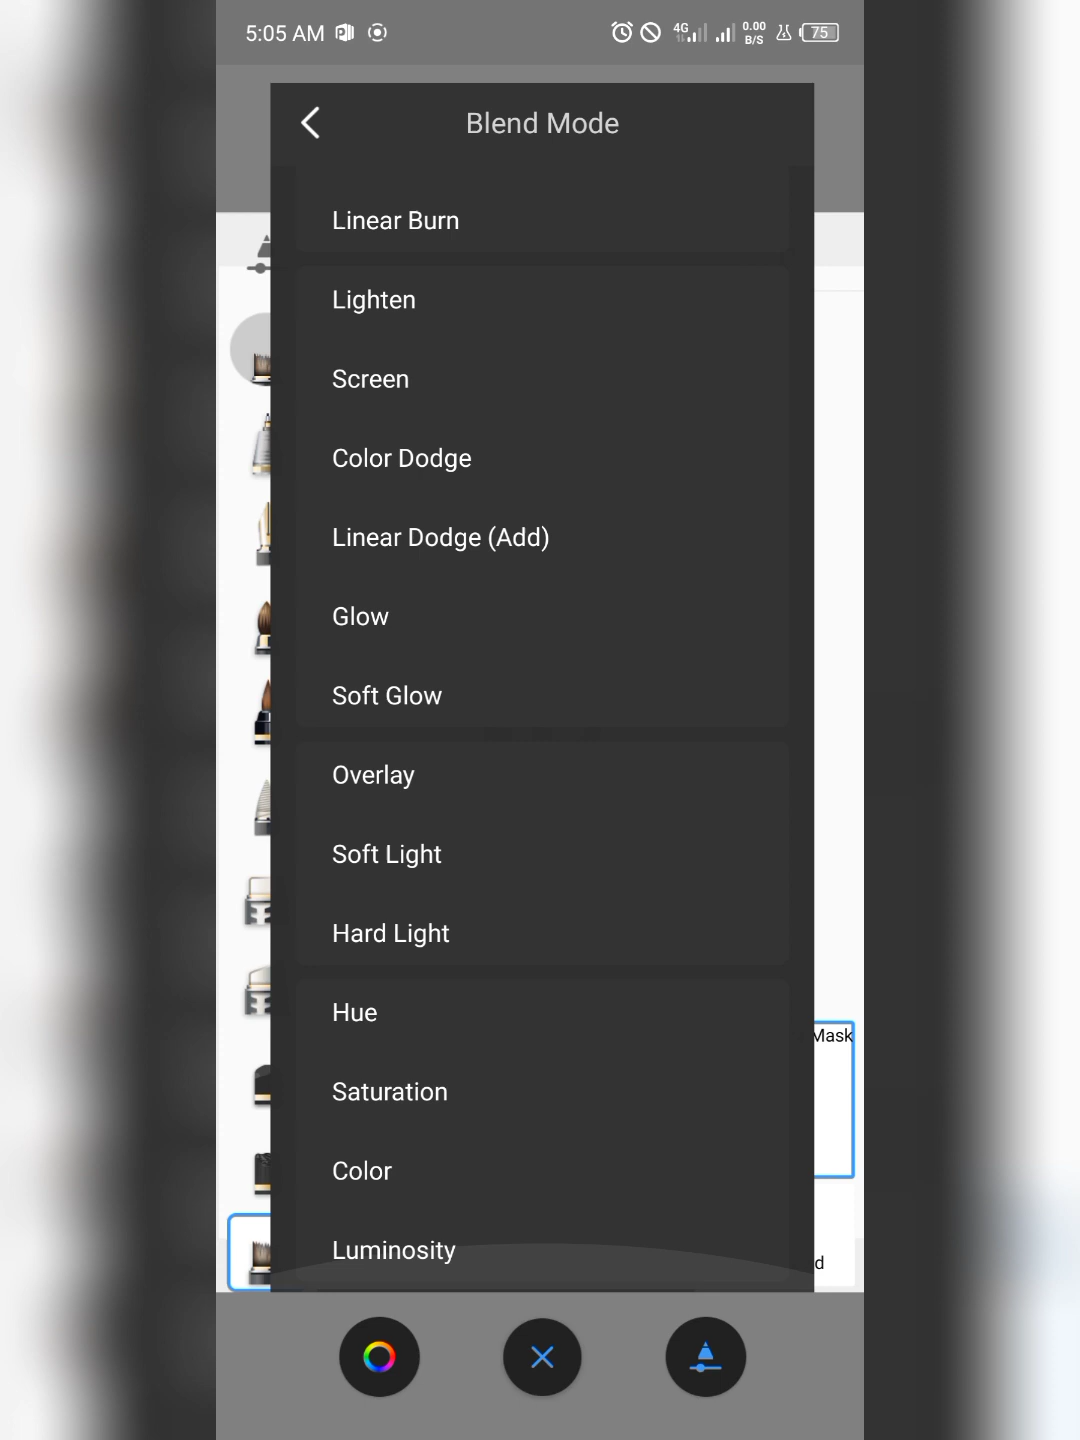 5:05 AM
4G
0.00
B/S
75
Blend Mode
Linear Burn
Lighten
Screen
Color Dodge
Linear Dodge (Add)
Glow
Soft Glow
Overlay
Soft Light
Hard Light
Hue
Mask
Saturation
Color
Luminosity
d